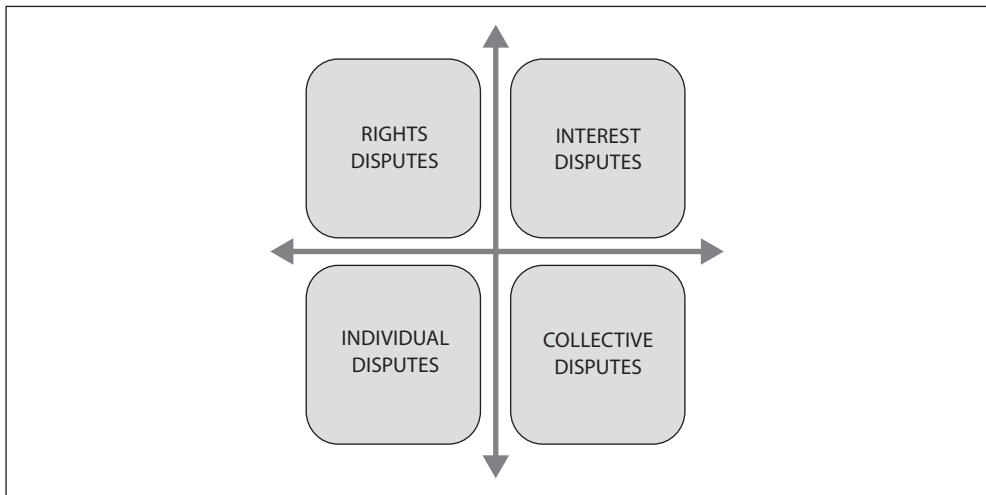 RIGHTS
DISPUTES
INTEREST
DISPUTES
INDIVIDUAL
DISPUTES
COLLECTIVE
DISPUTES